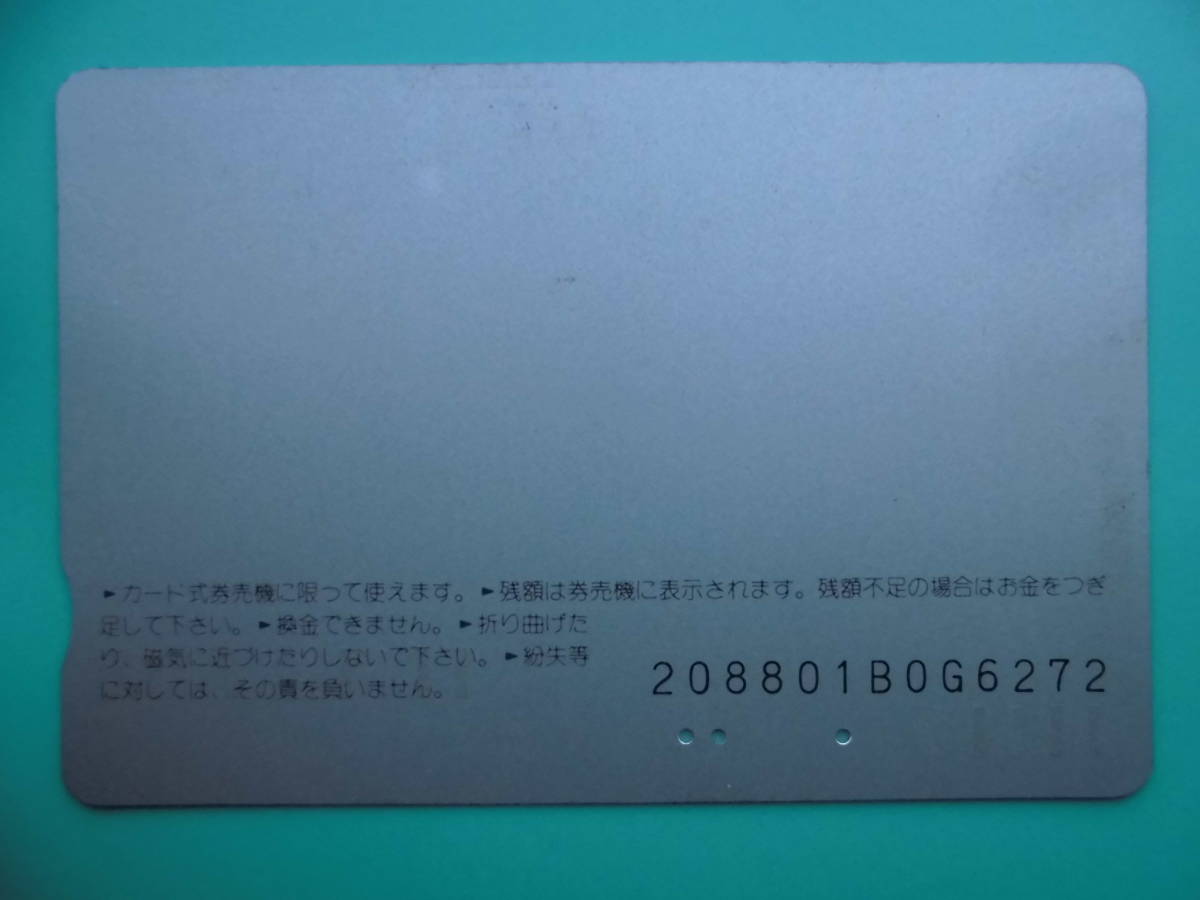 ►カード式券売機に限って使えます。►残額は券売機に表示されます。残額不足の場合はお金をつぎ
足して下さい。►換金できません。►折り曲げた
り、磁気に近づけたりしないで下さい。►紛失等
に対しては、その責を負いません。
208801B0G6272